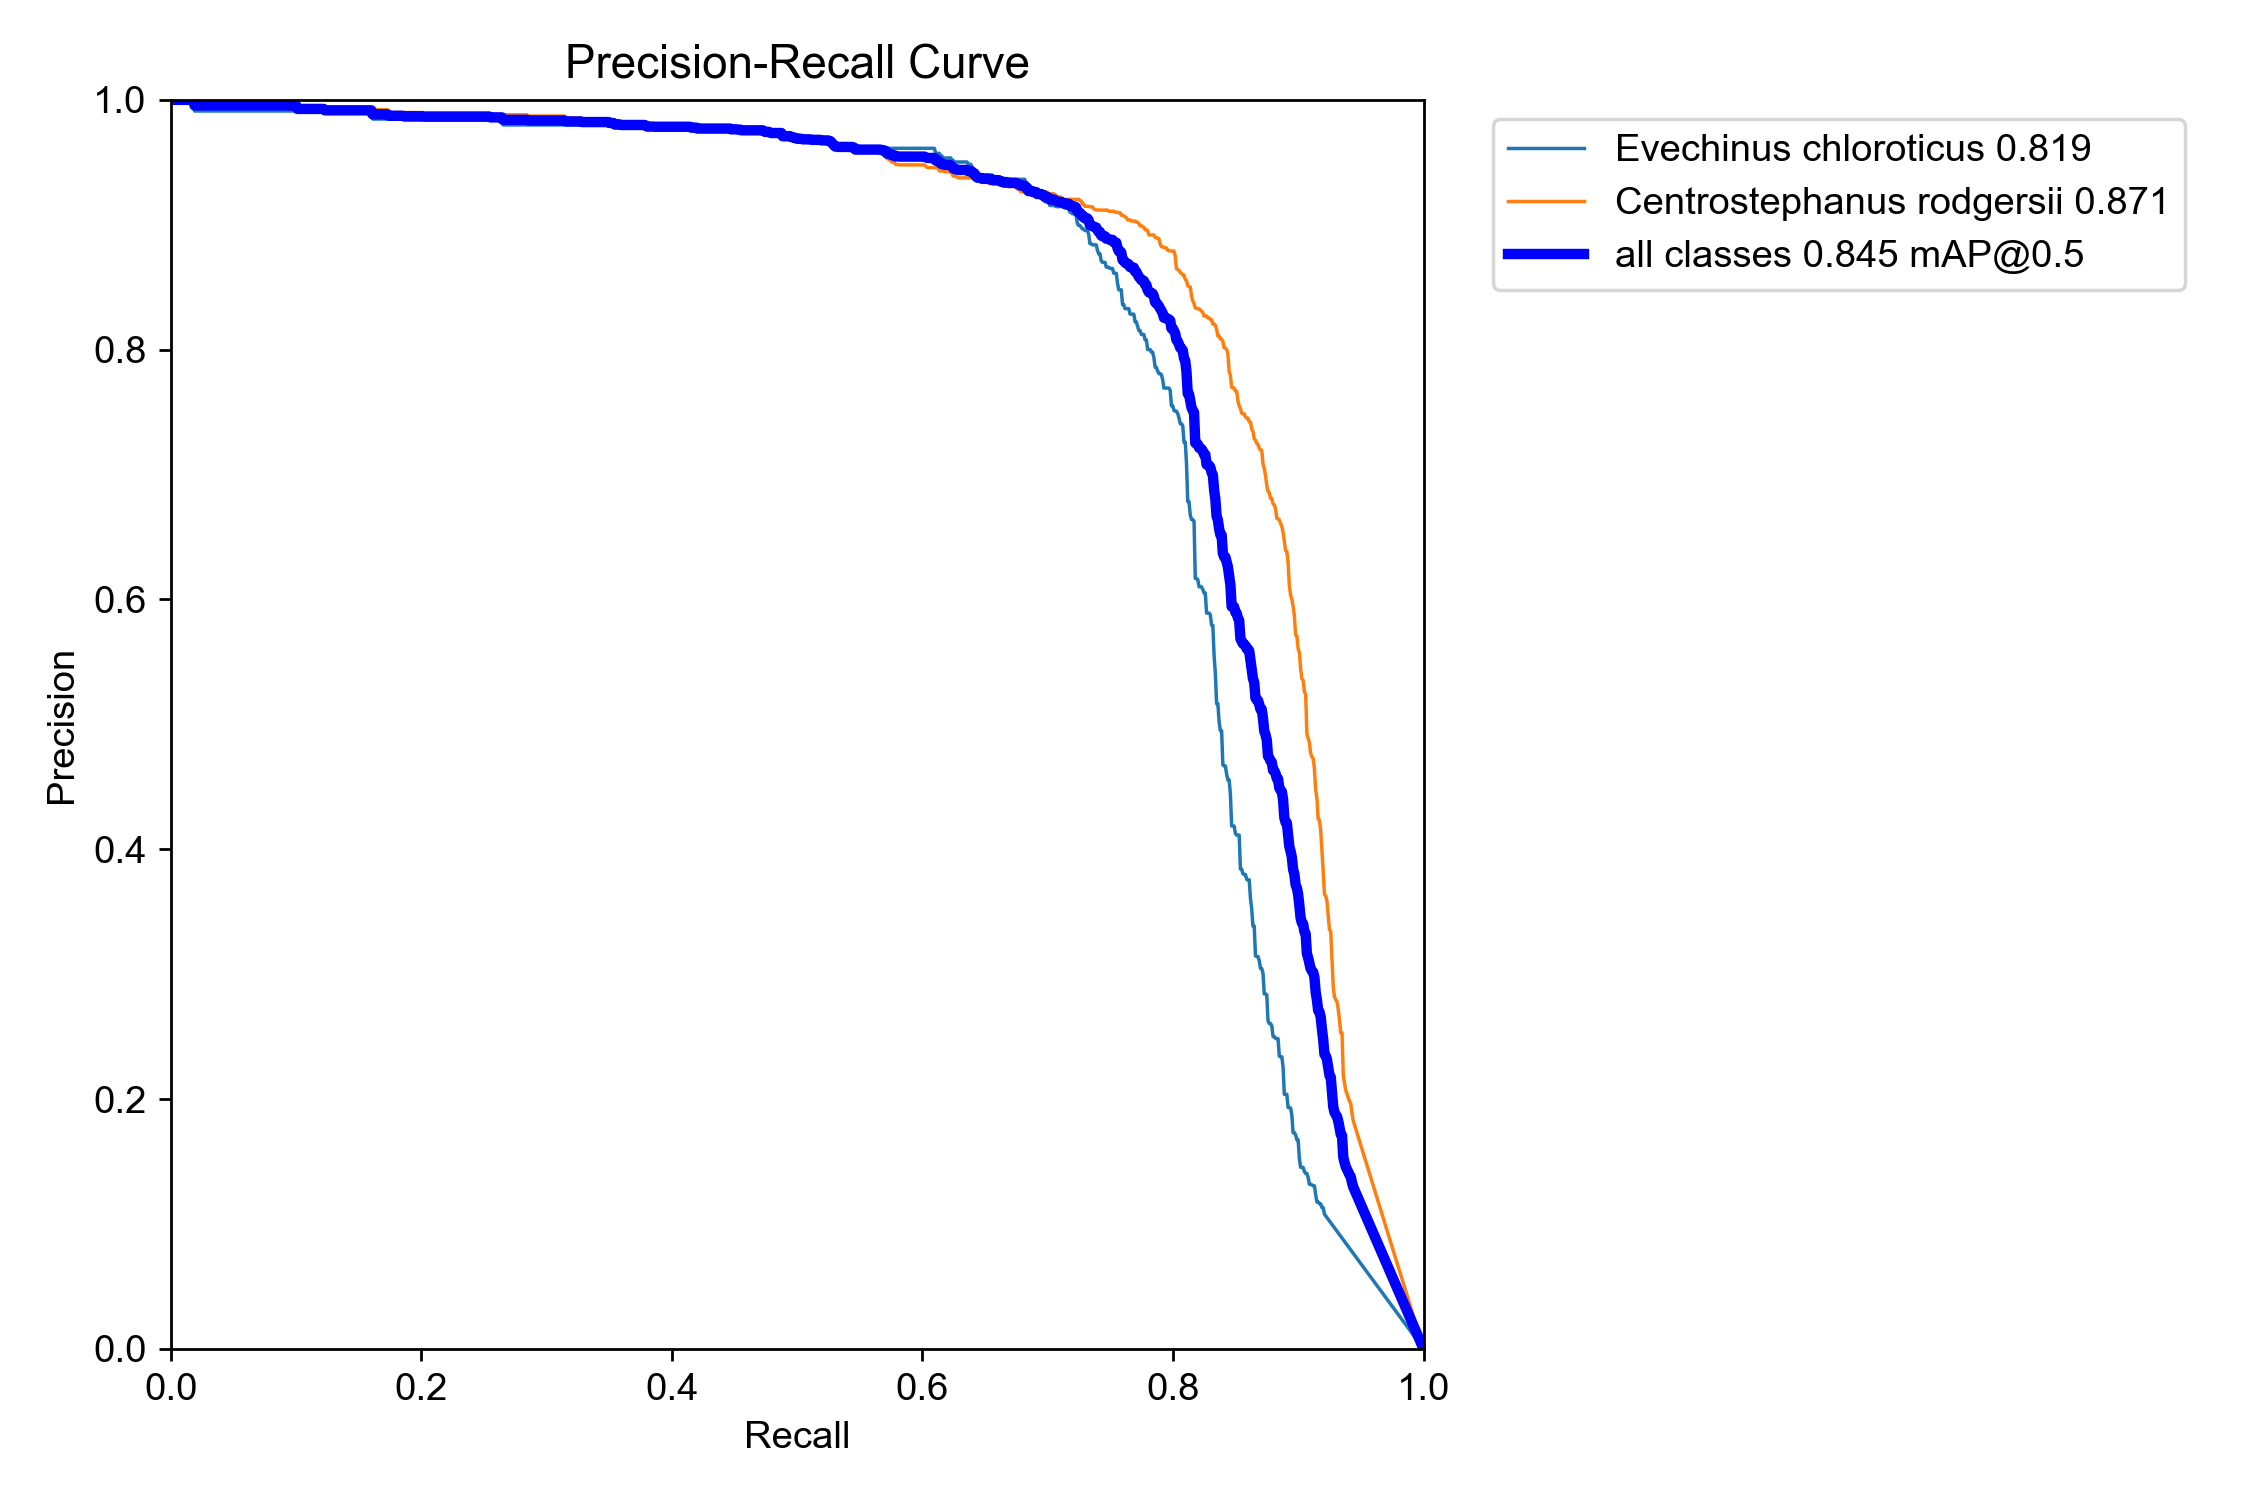 Precision-Recall Curve
1.0
0.8
0.6
0.4
0.2
0.0
Precision
0.0 0.2 0.4 0.6 0.8 1.0
Recall
Evechinus chloroticus 0.819
Centrostephanus rodgersii 0.871
all classes 0.845 mAP@0.5